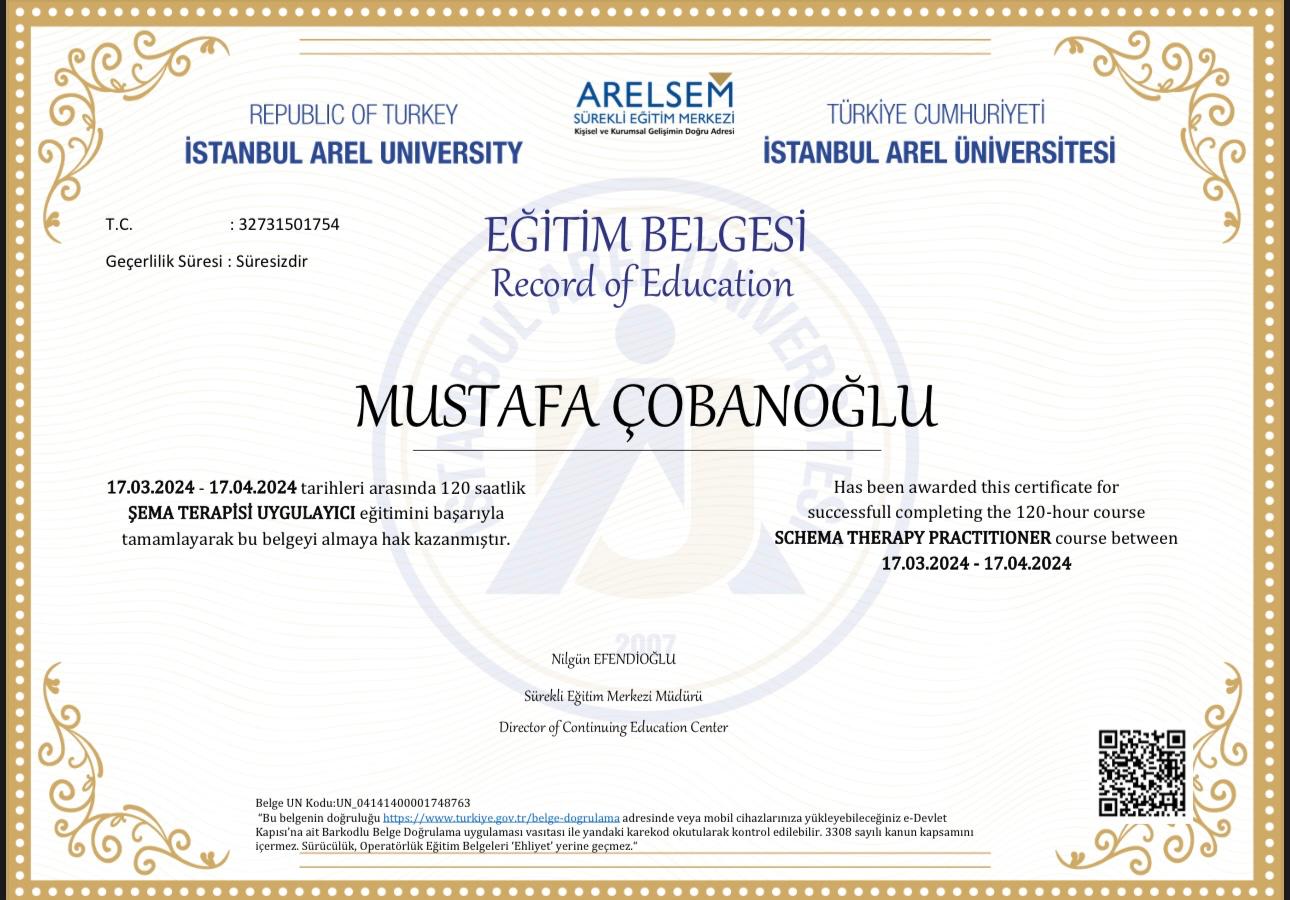 ARELSEM
SÜREKLİ EĞİTİM MERKEZİ
Kişisel ve Kurumsal Gelişimin Doğru Adresi
REPUBLIC OF TURKEY
İSTANBUL AREL UNIVERSITY
TÜRKİYE CUMHURİYETİ
İSTANBUL AREL ÜNİVERSİTESİ
T.C. : 32731501754
Geçerlilik Süresi : Süresizdir
EĞİTİM BELGESİ
Record of Education
İSTANBUL AREL ÜNİVERSİTESİ
MUSTAFA ÇOBANOĞLU
17.03.2024 - 17.04.2024 tarihleri arasında 120 saatlik
ŞEMA TERAPİSİ UYGULAYICI eğitimini başarıyla
tamamlayarak bu belgeyi almaya hak kazanmıştır.
Has been awarded this certificate for
successfull completing the 120-hour course
SCHEMA THERAPY PRACTITIONER course between
17.03.2024 - 17.04.2024
2007
Nilgün EFENDİOĞLU
Sürekli Eğitim Merkezi Müdürü
Director of Continuing Education Center
Belge UN Kodu:UN_04141400001748763
"Bu belgenin doğruluğu https://www.turkiye.gov.tr/belge-dogrulama adresinde veya mobil cihazlarınıza yükleyebileceğiniz e-Devlet
Kapısı'na ait Barkodlu Belge Doğrulama uygulaması vasıtası ile yandaki karekod okutularak kontrol edilebilir. 3308 sayılı kanun kapsamını
içermez. Sürücülük, Operatörlük Eğitim Belgeleri 'Ehliyet' yerine geçmez."